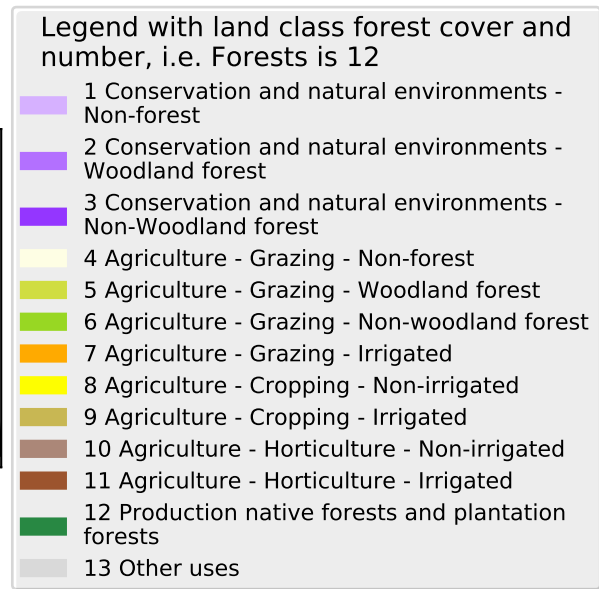 Legend with land class forest cover and
number, i.e. Forests is 12
1 Conservation and natural environments -
Non-forest
2 Conservation and natural environments -
Woodland forest
3 Conservation and natural environments -
Non-Woodland forest
4 Agriculture - Grazing - Non-forest
5 Agriculture - Grazing - Woodland forest
6 Agriculture - Grazing - Non-woodland forest
7 Agriculture - Grazing - Irrigated
8 Agriculture - Cropping - Non-irrigated
9 Agriculture - Cropping - Irrigated
10 Agriculture - Horticulture - Non-irrigated
11 Agriculture - Horticulture - Irrigated
12 Production native forests and plantation
forests
13 Other uses